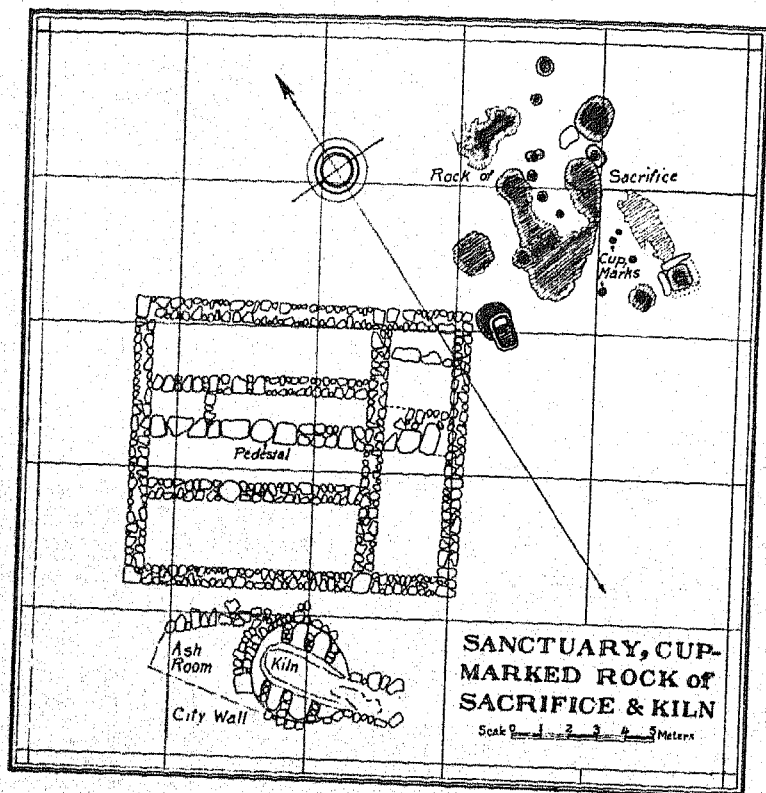 Rock of Sacrifice
Cup
Marks
Pedestal
Ash
Room
Kiln
City Wall
SANCTUARY, CUP-
MARKED ROCK of
SACRIFICE & KILN
Scale 0 1 2 3 4 5 Meters